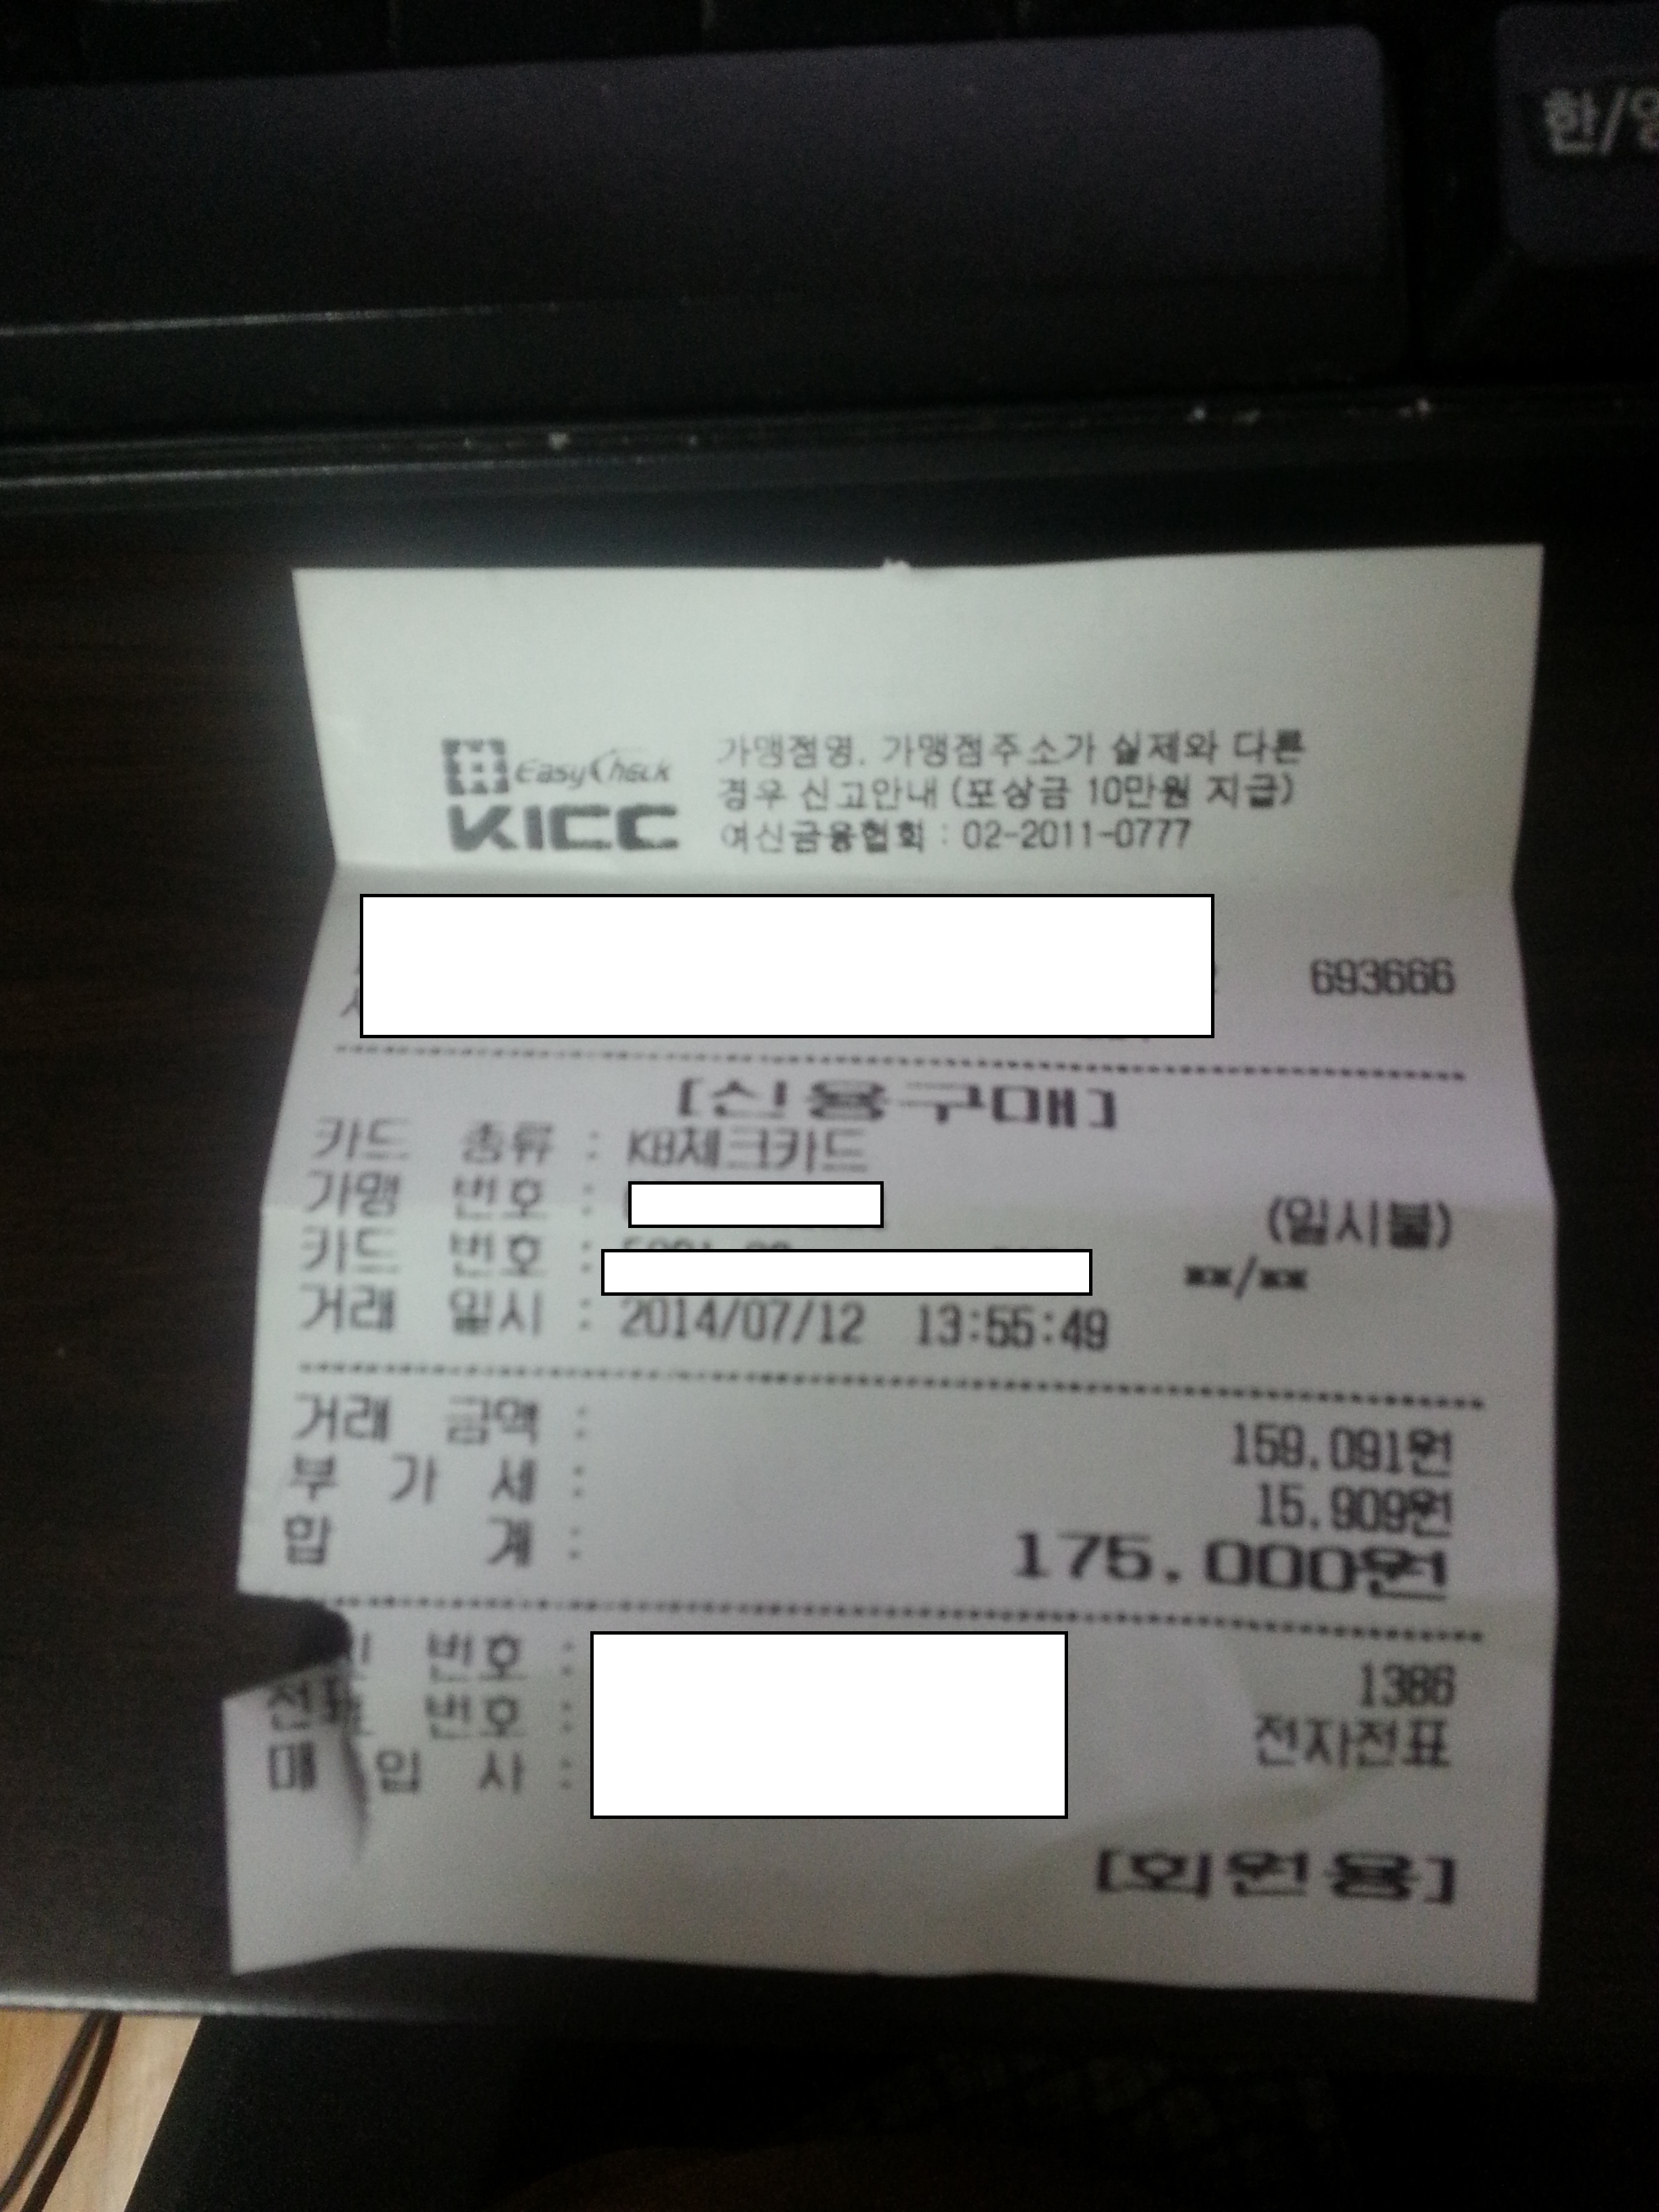 한/영
EasyCheck
KICC
가맹점명, 가맹점주소가 실제와 다른
경우 신고안내 (포상금 10만원 지급)
여신금융협회 : 02-2011-0777
693666
[신용구매]
카드 종류 : KB체크카드
가맹 번호 :
(일시불)
카드 번호 :
**/**
거래 일시 : 2014/07/12 13:55:49
거래 금액 : 159,091원
부 가 세 : 15,909원
합 계 : 175,000원
번호 : 1386
전표 번호 : 전자전표
매 입 사 :
[회원용]